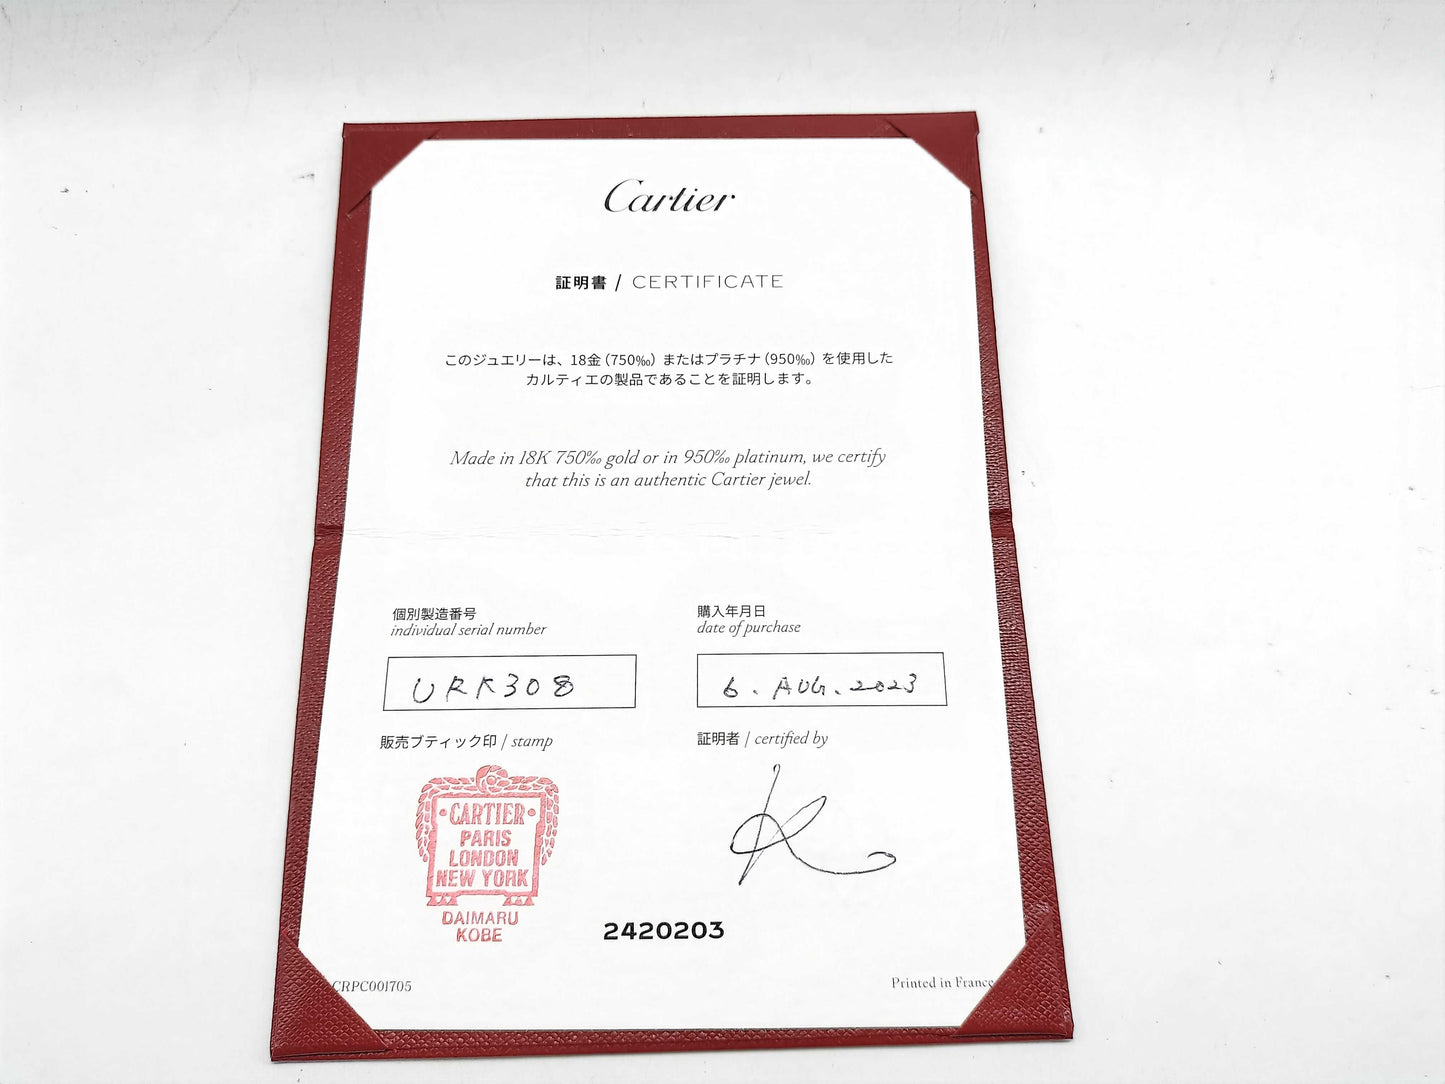 Cartier
証明書 / CERTIFICATE
このジュエリーは、18金(750‰)またはプラチナ(950‰)を使用した
カルティエの製品であることを証明します。
Made in 18K 750‰ gold or in 950‰ platinum, we certify
that this is an authentic Cartier jewel.
個別製造番号
individual serial number
URK308
購入年月日
date of purchase
6. AUG. 2023
販売ブティック印 / stamp
CARTIER
PARIS
LONDON
NEW YORK
DAIMARU
KOBE
証明者 / certified by
2420203
CRPC001705
Printed in France